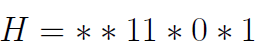 H = * * 11 * 0 * 1